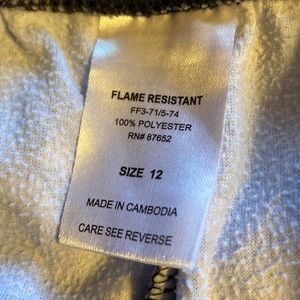 FLAME RESISTANT
FF3-71/5-74
100% POLYESTER
RN# 87652
SIZE 12
MADE IN CAMBODIA
CARE SEE REVERSE